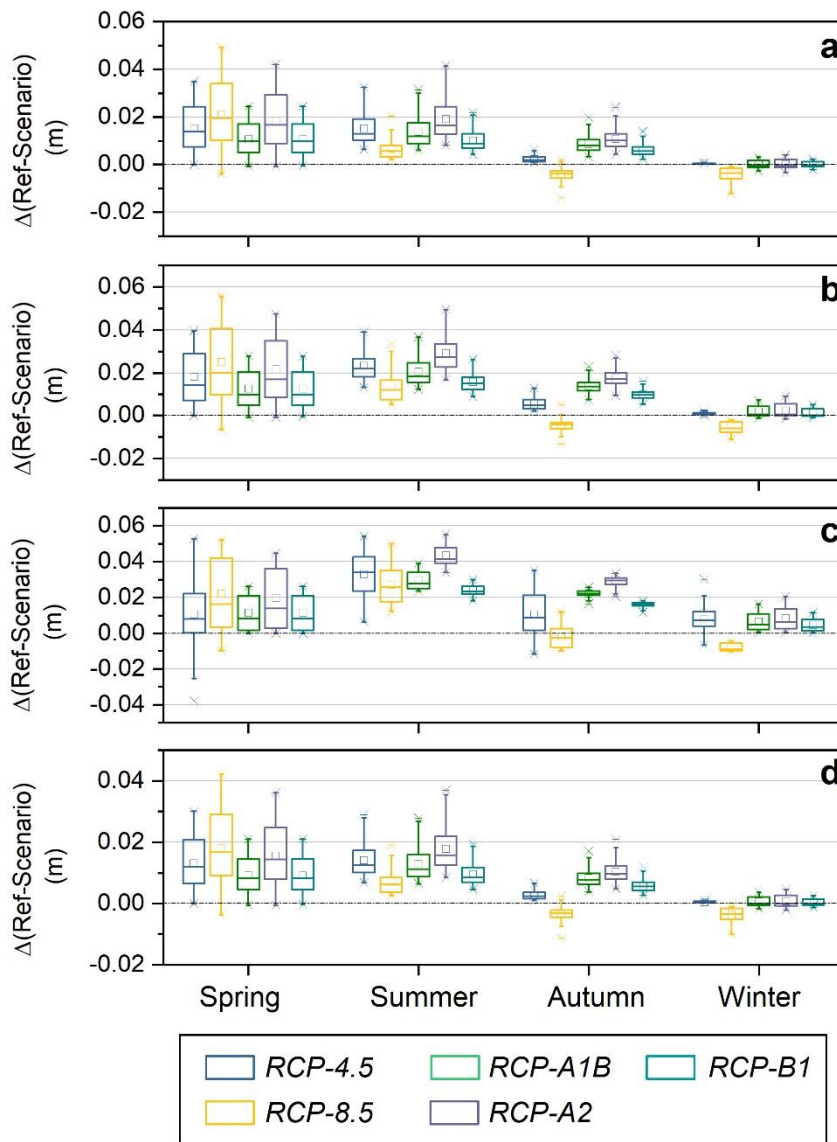 0.06
0.04
0.02
0.00
-0.02
Δ(Ref-Scenario)
(m)
a
0.06
0.04
0.02
0.00
-0.02
Δ(Ref-Scenario)
(m)
b
0.06
0.04
0.02
0.00
-0.02
-0.04
Δ(Ref-Scenario)
(m)
c
0.04
0.02
0.00
-0.02
Δ(Ref-Scenario)
(m)
d
Spring Summer Autumn Winter
RCP-4.5 RCP-A1B RCP-B1
RCP-8.5 RCP-A2